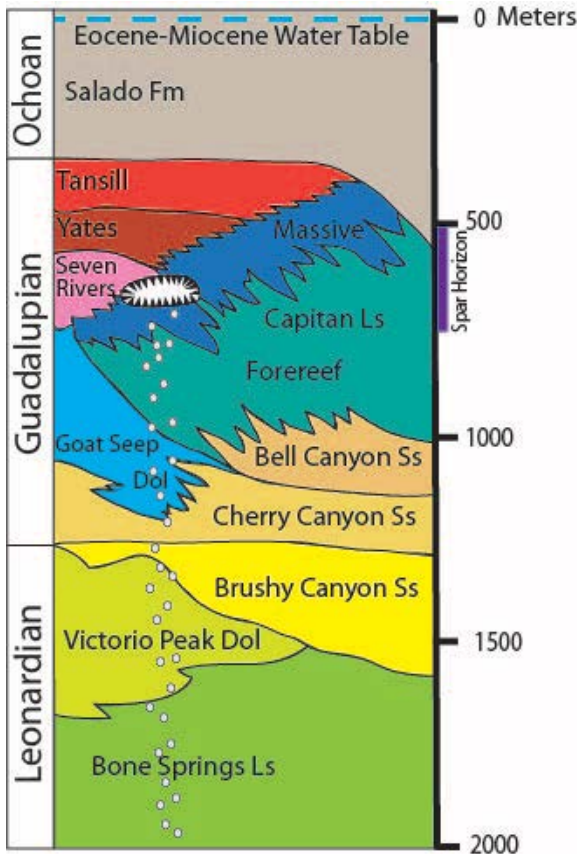 0 Meters
Eocene-Miocene Water Table
Ochoan
Salado Fm
Tansill
Yates
Massive
500
Seven
Rivers
Spar Horizon
Capitan Ls
Guadalupian
Forereef
Goat Seep
Dol
Bell Canyon Ss
1000
Cherry Canyon Ss
Brushy Canyon Ss
Leonardian
Victorio Peak Dol
1500
Bone Springs Ls
2000